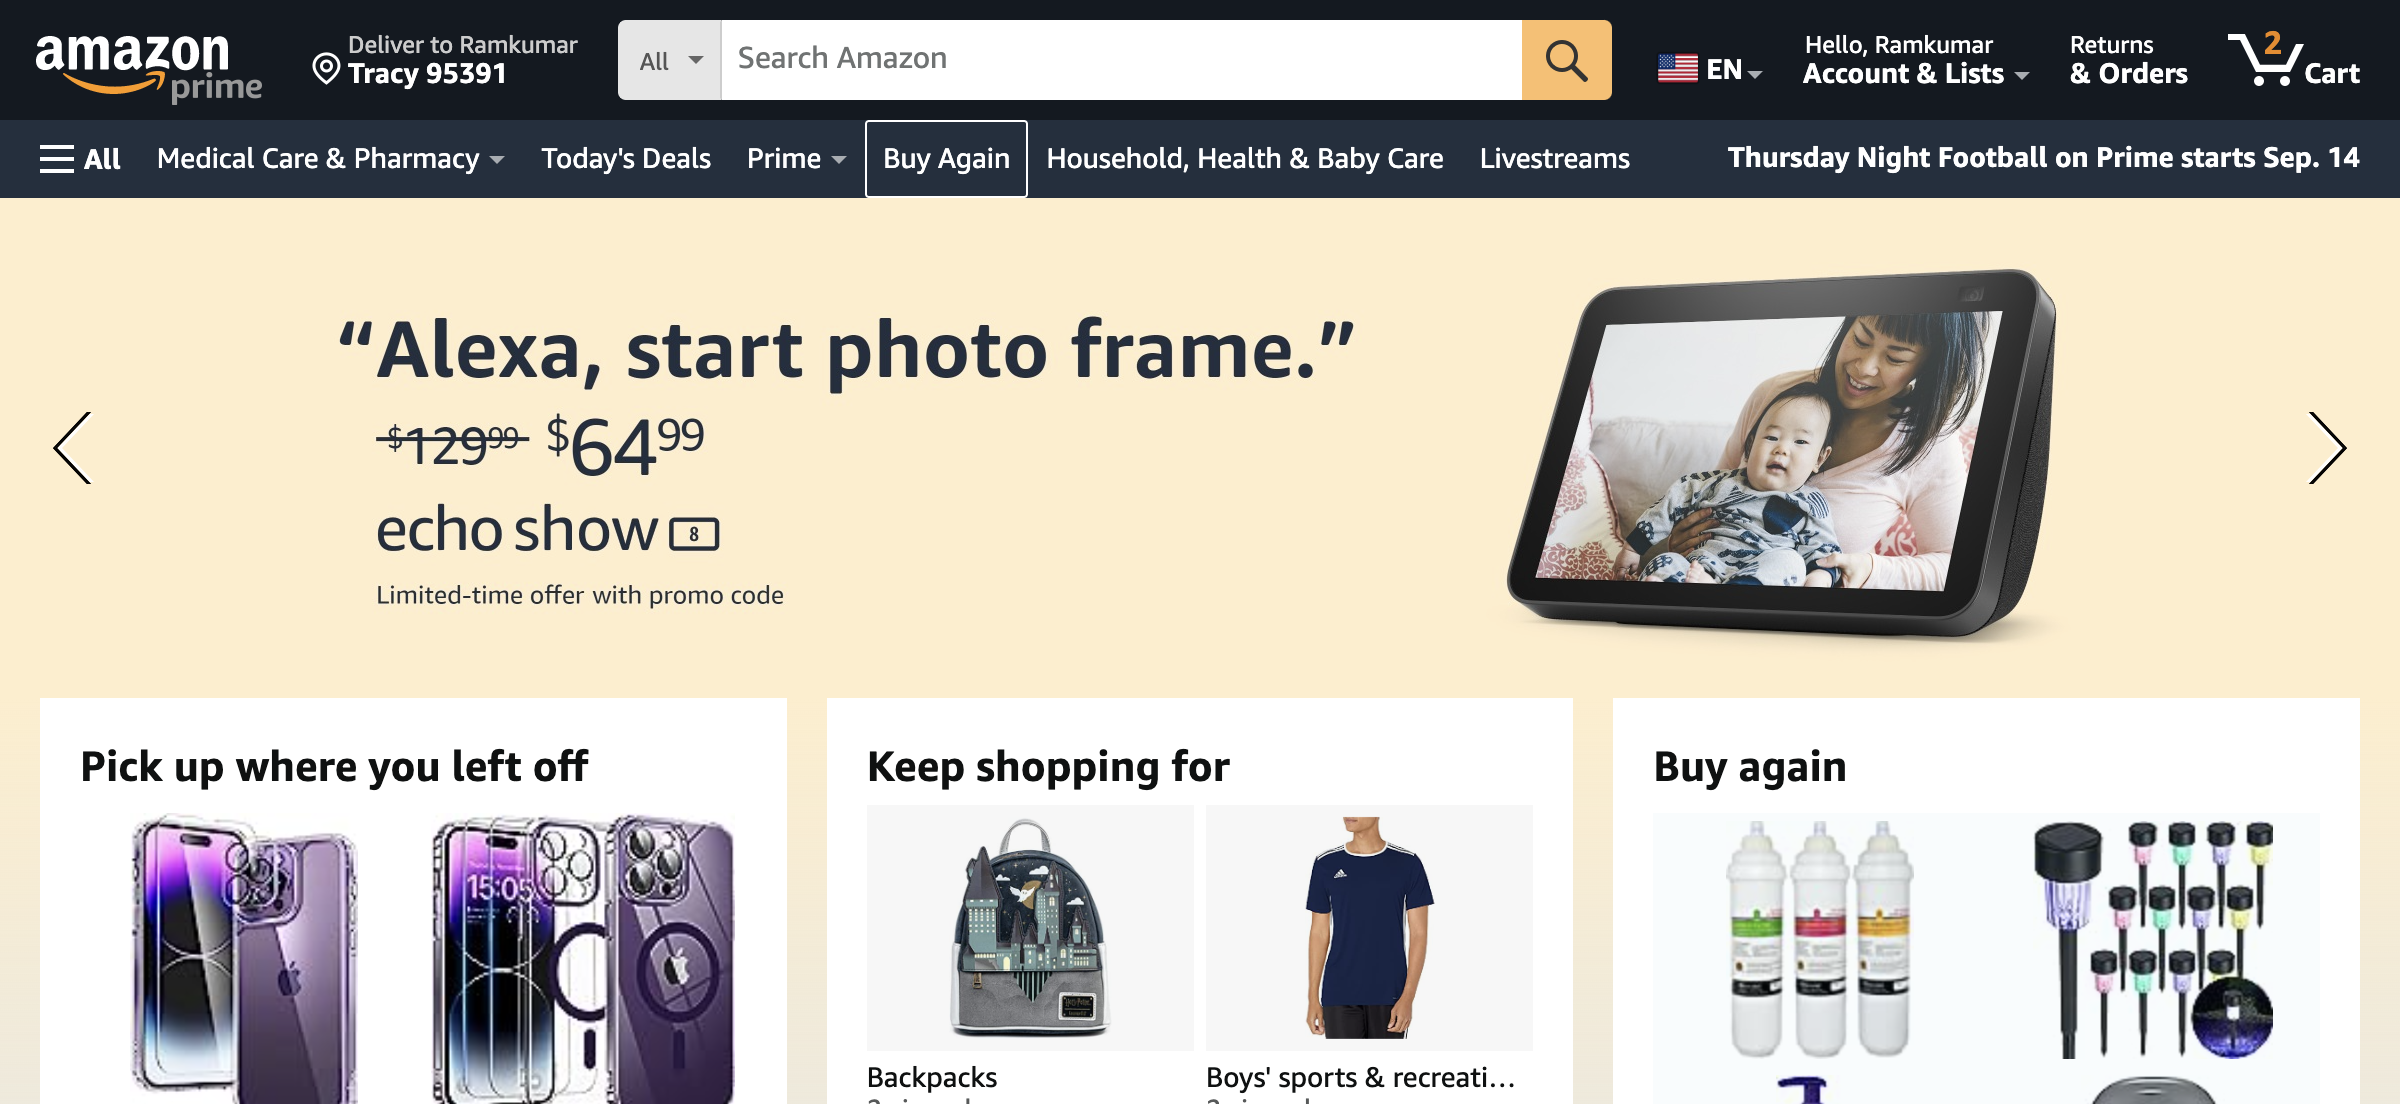 amazon
prime
Deliver to Ramkumar
Tracy 95391
All
Search Amazon
EN
Hello, Ramkumar
Account & Lists
Returns
& Orders
2
Cart
All
Medical Care & Pharmacy
Today's Deals
Prime
Buy Again
Household, Health & Baby Care
Livestreams
Thursday Night Football on Prime starts Sep. 14
“Alexa, start photo frame.”
$129.99 $64.99
echo show 8
Limited-time offer with promo code
Pick up where you left off
Keep shopping for
Buy again
15:05
Backpacks
Boys' sports & recreati…